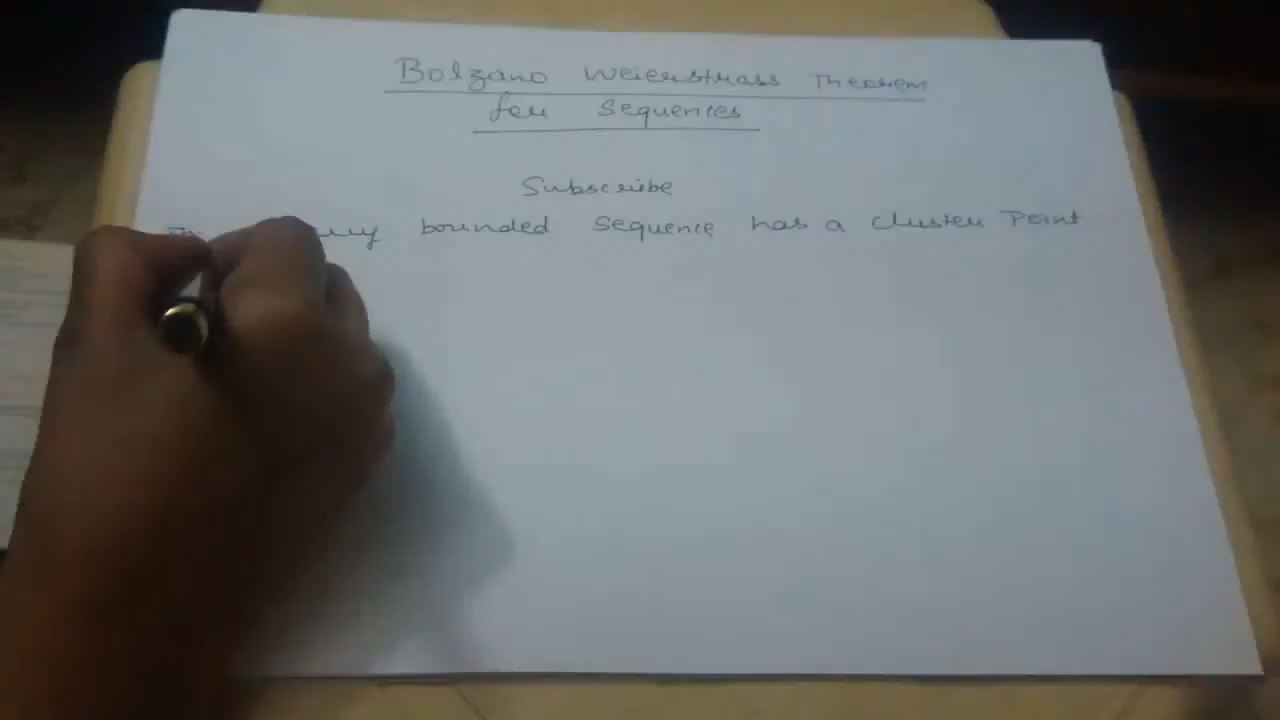 Bolzano Weierstrass Theorem
for Sequences
Subscribe
bounded sequence has a cluster Point